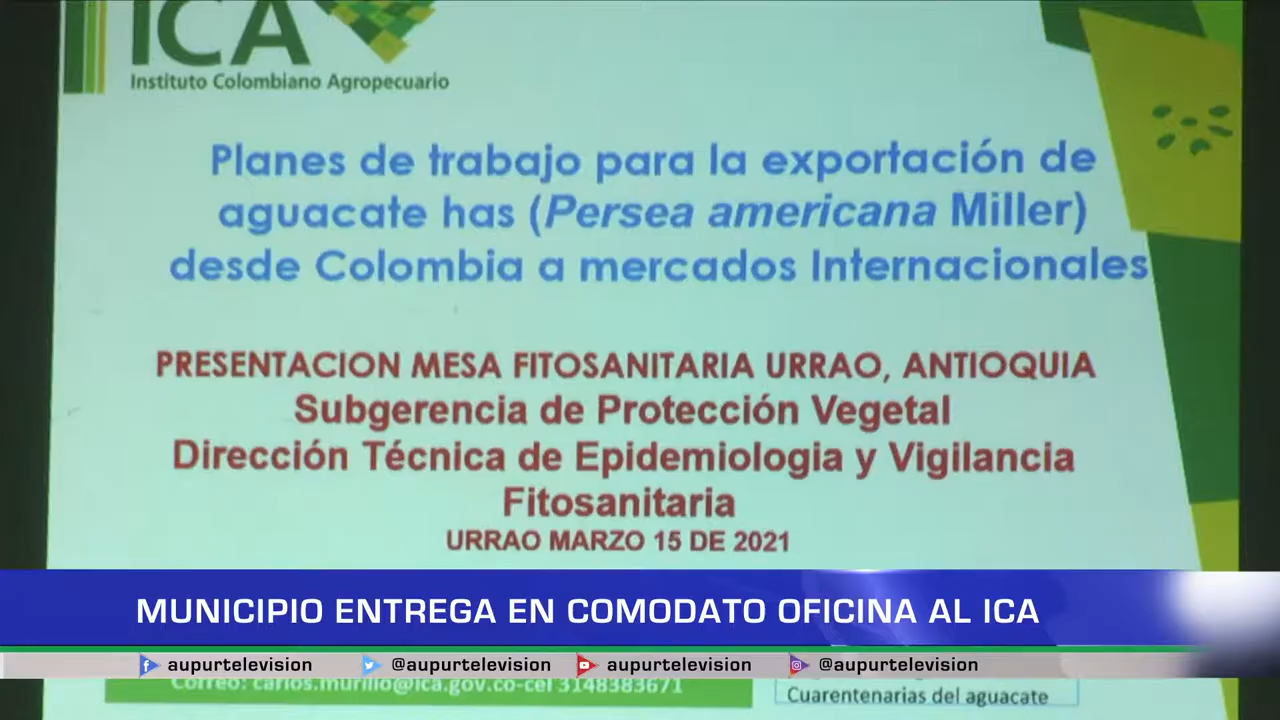 ICA
Instituto Colombiano Agropecuario
Planes de trabajo para la exportación de
aguacate has (Persea americana Miller)
desde Colombia a mercados Internacionales
PRESENTACION MESA FITOSANITARIA URRAO, ANTIOQUIA
Subgerencia de Protección Vegetal
Dirección Técnica de Epidemiologia y Vigilancia
Fitosanitaria
URRAO MARZO 15 DE 2021
MUNICIPIO ENTREGA EN COMODATO OFICINA AL ICA
aupurtelevision @aupurtelevision aupurtelevision @aupurtelevision
Correo: carlos.murillo@ica.gov.co-cel 3148383671
Cuarentenarias del aguacate